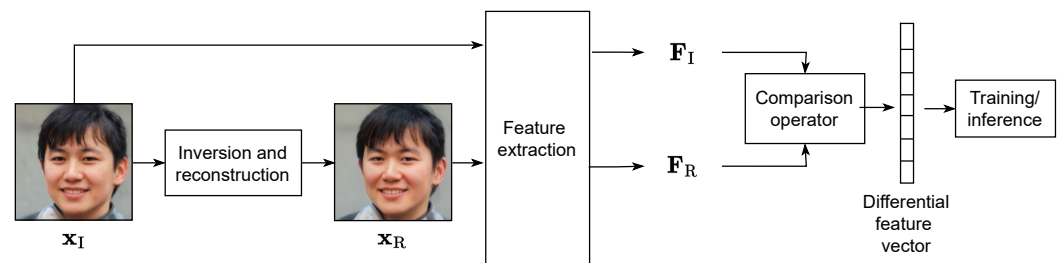 Inversion and
reconstruction
x_I
x_R
Feature
extraction
F_I
F_R
Comparison
operator
Differential
feature
vector
Training/
inference